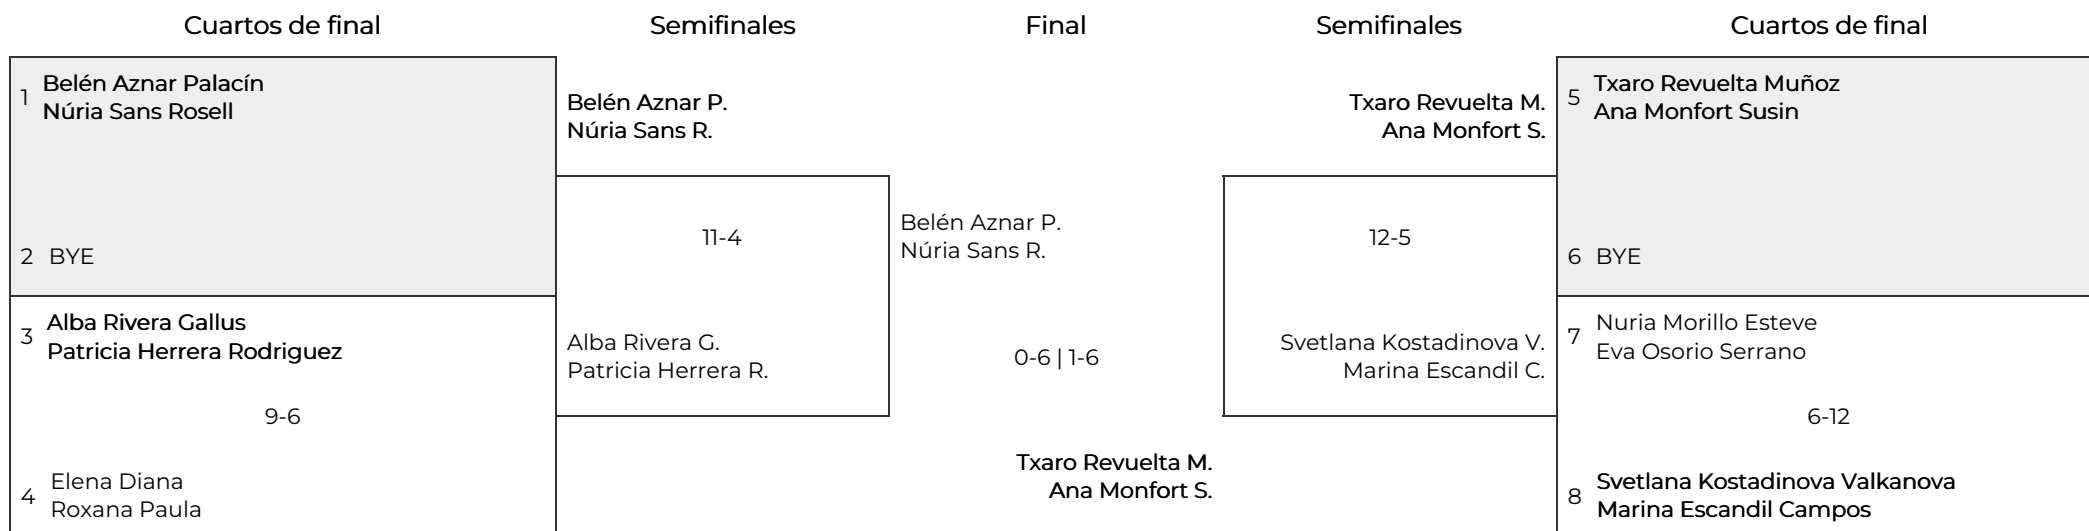 Cuartos de final
Semifinales
Final
Semifinales
Cuartos de final
1
Belén Aznar Palacín
Núria Sans Rosell
2 BYE
3
Alba Rivera Gallus
Patricia Herrera Rodriguez
9-6
4
Elena Diana
Roxana Paula
Belén Aznar P.
Núria Sans R.
11-4
Alba Rivera G.
Patricia Herrera R.
Belén Aznar P.
Núria Sans R.
0-6 | 1-6
Txaro Revuelta M.
Ana Monfort S.
Txaro Revuelta M.
Ana Monfort S.
12-5
Svetlana Kostadinova V.
Marina Escandil C.
5
Txaro Revuelta Muñoz
Ana Monfort Susin
6 BYE
7
Nuria Morillo Esteve
Eva Osorio Serrano
6-12
8
Svetlana Kostadinova Valkanova
Marina Escandil Campos